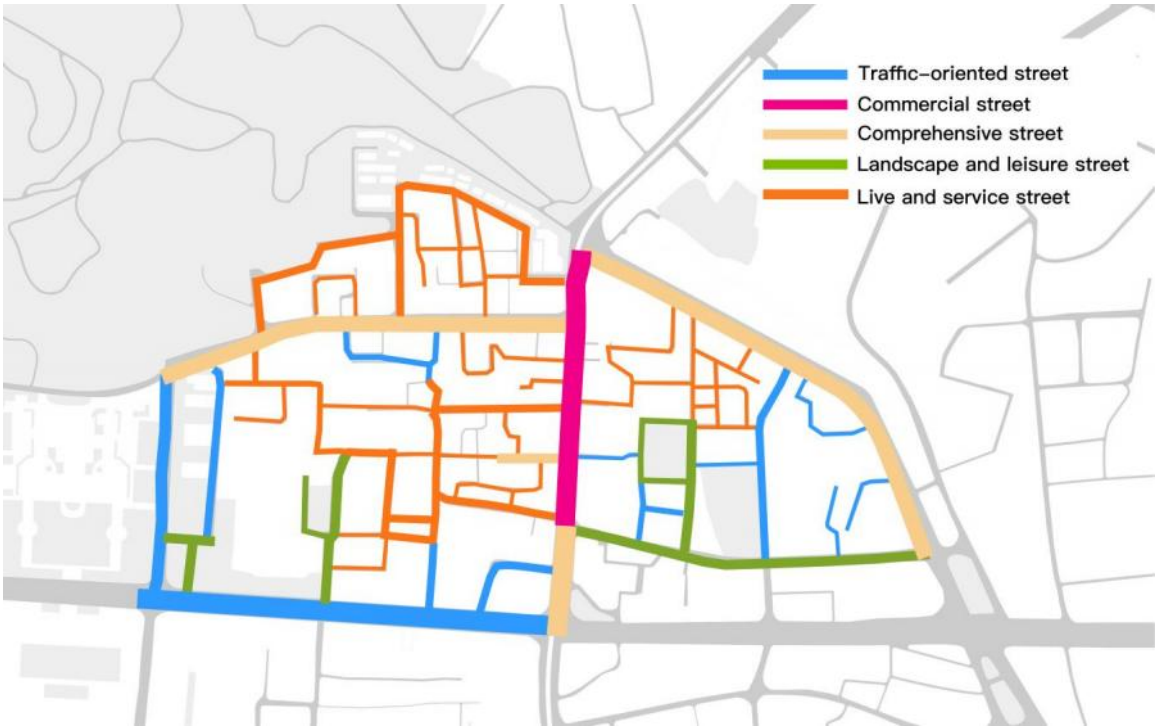 Traffic-oriented street
Commercial street
Comprehensive street
Landscape and leisure street
Live and service street